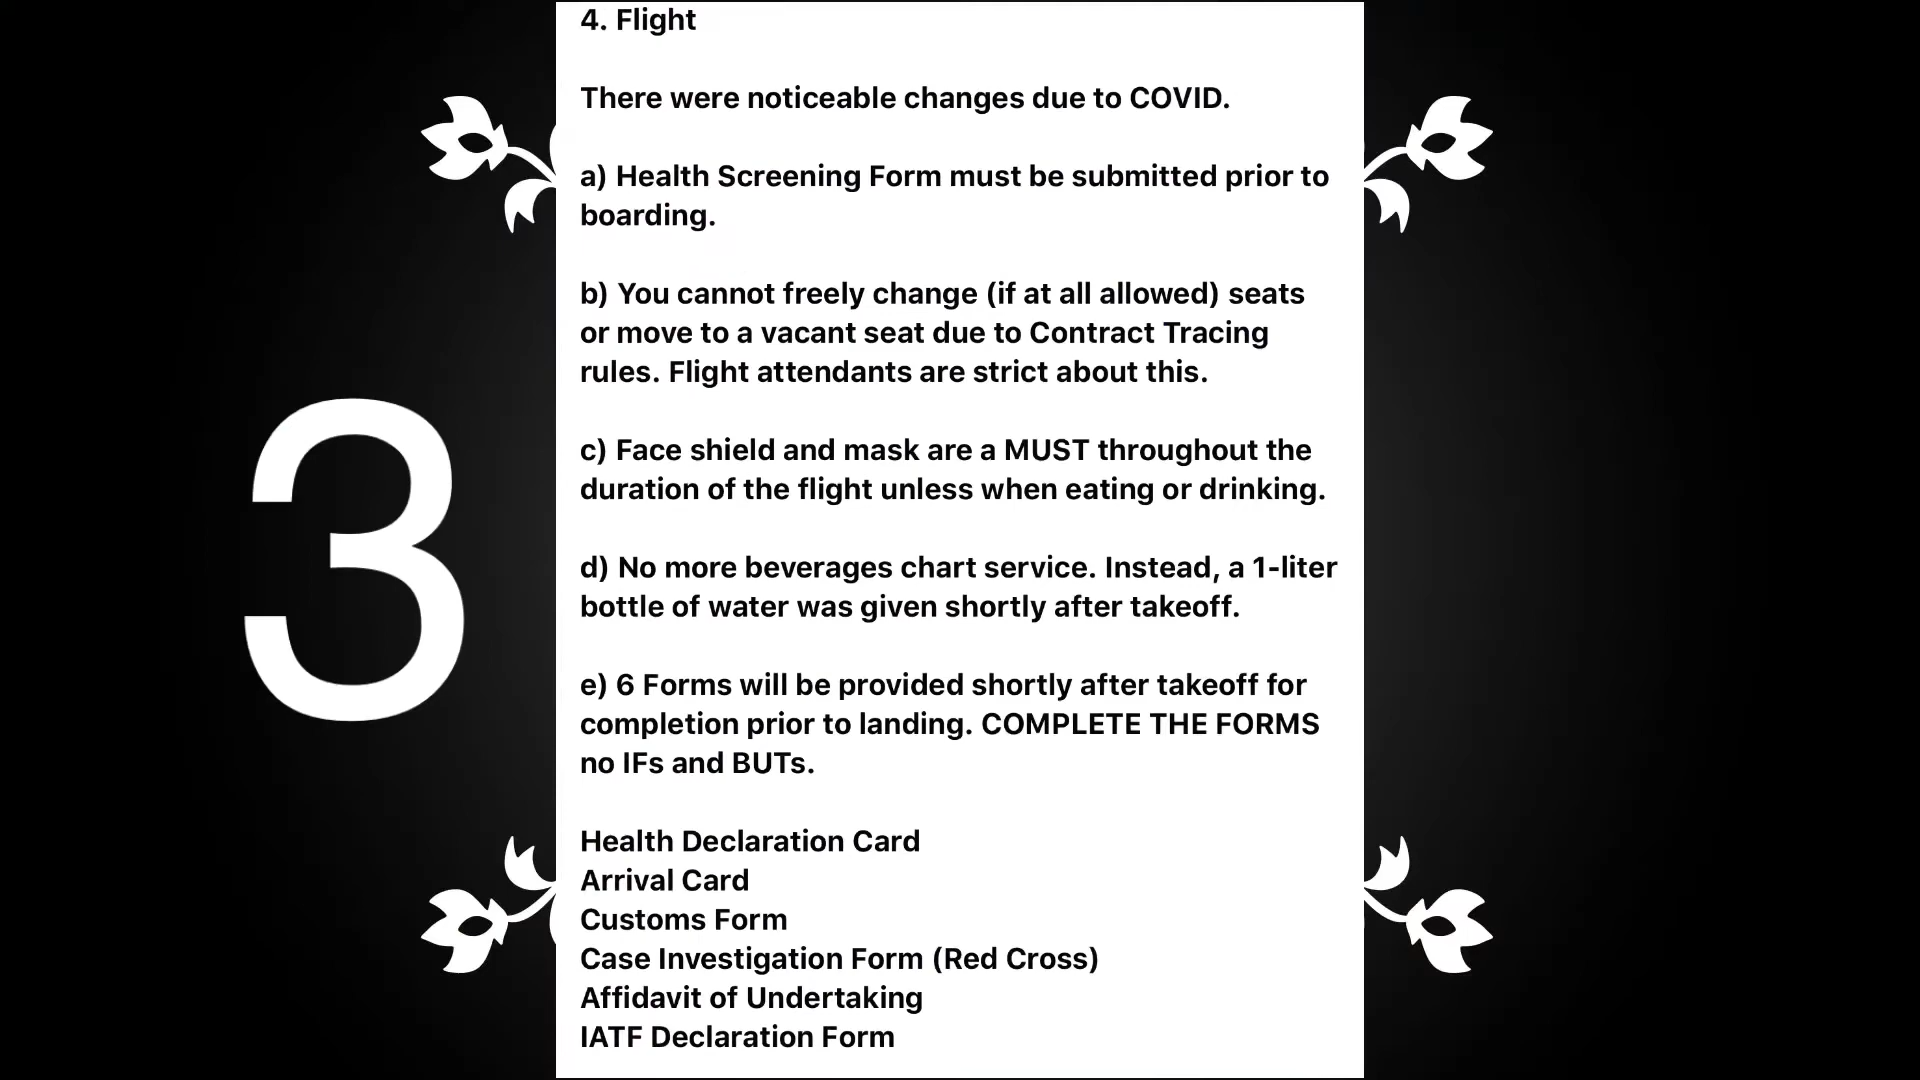 4. Flight
There were noticeable changes due to COVID.
a) Health Screening Form must be submitted prior to
boarding.
b) You cannot freely change (if at all allowed) seats
or move to a vacant seat due to Contract Tracing
rules. Flight attendants are strict about this.
c) Face shield and mask are a MUST throughout the
duration of the flight unless when eating or drinking.
d) No more beverages chart service. Instead, a 1-liter
bottle of water was given shortly after takeoff.
e) 6 Forms will be provided shortly after takeoff for
completion prior to landing. COMPLETE THE FORMS
no IFs and BUTs.
Health Declaration Card
Arrival Card
Customs Form
Case Investigation Form (Red Cross)
Affidavit of Undertaking
IATF Declaration Form
3